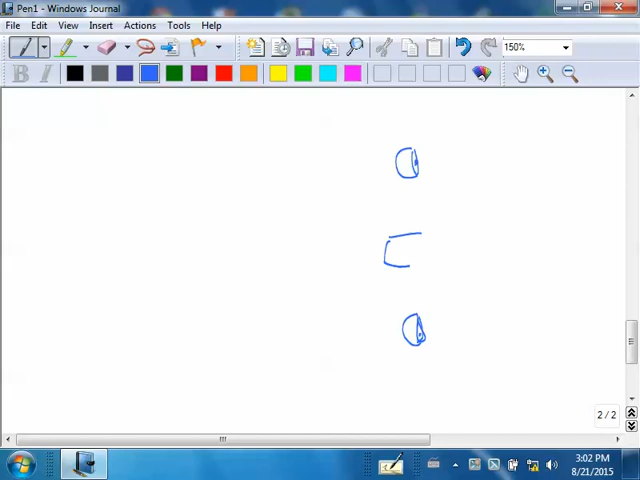 Pen1 - Windows Journal
File Edit View Insert Actions Tools Help
150%
B I
2 / 2
3:02 PM
8/21/2015